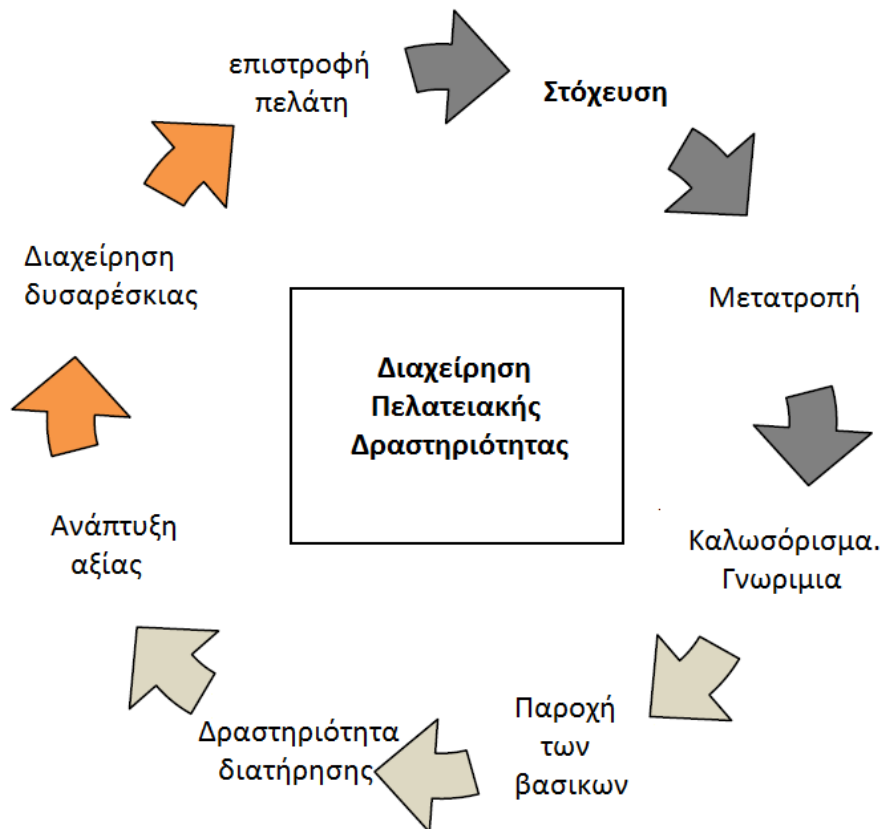 επιστροφή
πελάτη
Στόχευση
Μετατροπή
Καλωσόρισμα.
Γνωριμια
Παροχή
των
βασικων
Δραστηριότητα
διατήρησης
Ανάπτυξη
αξίας
Διαχείρηση
δυσαρέσκιας
Διαχείρηση
Πελατειακής
Δραστηριότητας